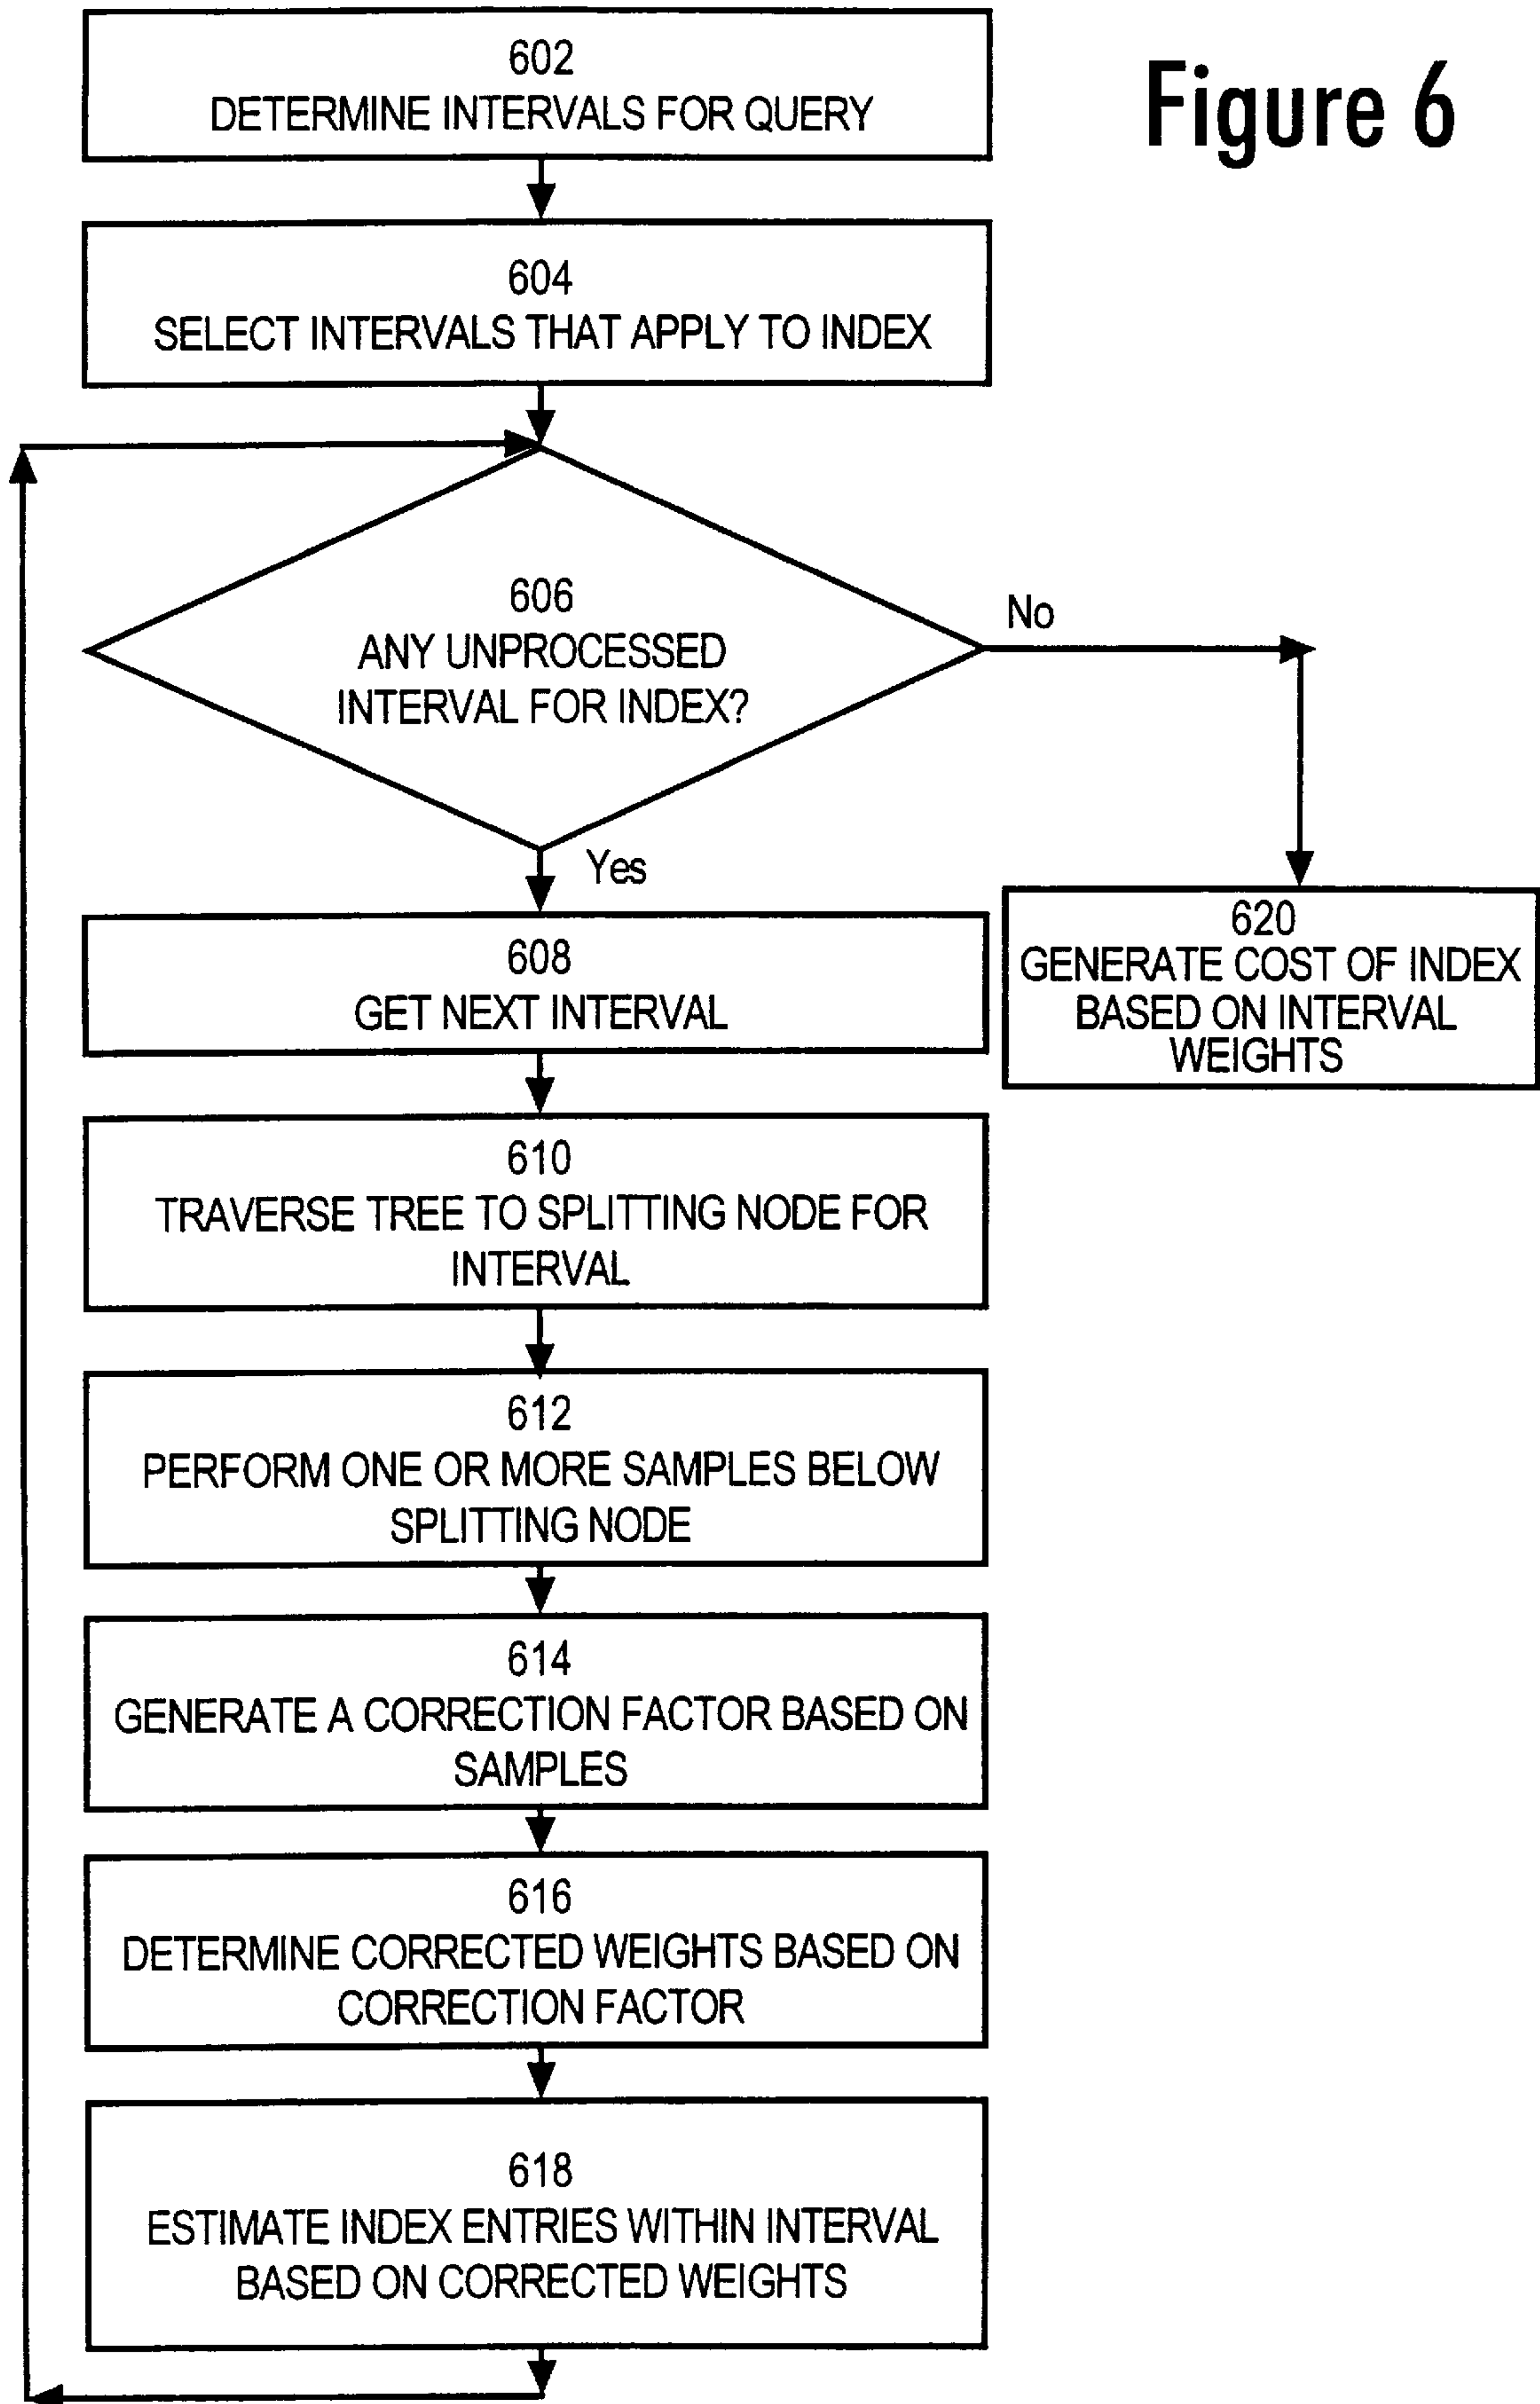 Figure 6
602
DETERMINE INTERVALS FOR QUERY
604
SELECT INTERVALS THAT APPLY TO INDEX
606
ANY UNPROCESSED
INTERVAL FOR INDEX?
No
Yes
608
GET NEXT INTERVAL
620
GENERATE COST OF INDEX
BASED ON INTERVAL
WEIGHTS
610
TRAVERSE TREE TO SPLITTING NODE FOR
INTERVAL
612
PERFORM ONE OR MORE SAMPLES BELOW
SPLITTING NODE
614
GENERATE A CORRECTION FACTOR BASED ON
SAMPLES
616
DETERMINE CORRECTED WEIGHTS BASED ON
CORRECTION FACTOR
618
ESTIMATE INDEX ENTRIES WITHIN INTERVAL
BASED ON CORRECTED WEIGHTS